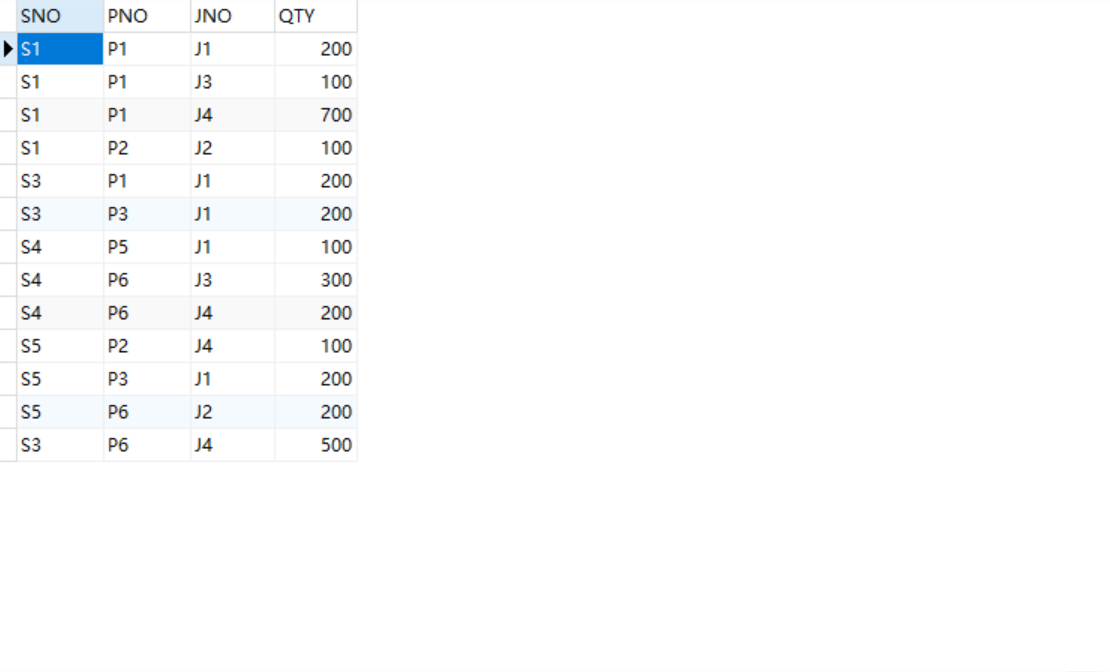 SNO PNO JNO QTY
S1 P1 J1 200
S1 P1 J3 100
S1 P1 J4 700
S1 P2 J2 100
S3 P1 J1 200
S3 P3 J1 200
S4 P5 J1 100
S4 P6 J3 300
S4 P6 J4 200
S5 P2 J4 100
S5 P3 J1 200
S5 P6 J2 200
S3 P6 J4 500